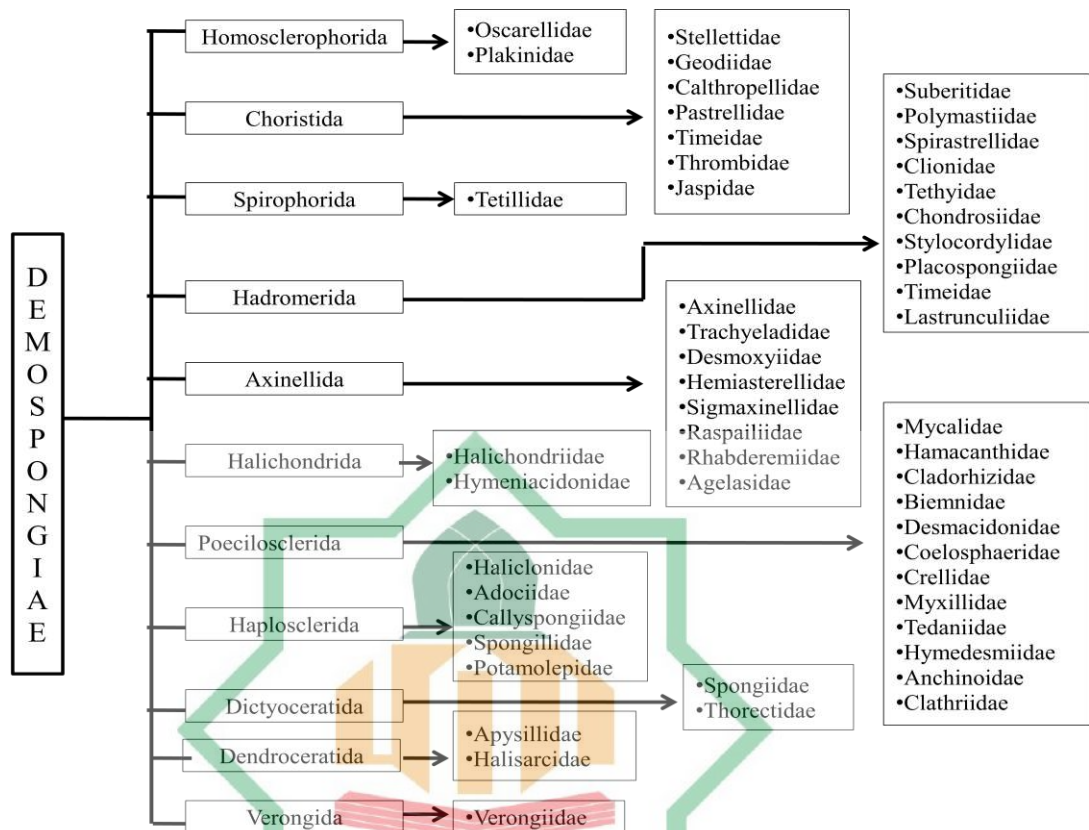 DEMOSPONGIAE
Homosclerophorida
•Oscarellidae
•Plakinidae
Choristida
•Stellettidae
•Geodiidae
•Calthropellidae
•Pastrellidae
•Timeidae
•Thrombidae
•Jaspidae
Spirophorida
•Tetillidae
Hadromerida
•Suberitidae
•Polymastiidae
•Spirastrellidae
•Clionidae
•Tethyidae
•Chondrosiidae
•Stylocordylidae
•Placospongiidae
•Timeidae
•Lastrunculiidae
Axinellida
•Axinellidae
•Trachyeladidae
•Desmoxyiidae
•Hemiasterellidae
•Sigmaxinellidae
•Raspailiidae
•Rhabderemiidae
•Agelasidae
Halichondrida
•Halichondriidae
•Hymeniacidonidae
Poecilosclerida
•Mycalidae
•Hamacanthidae
•Cladorhizidae
•Biemnidae
•Desmacidonidae
•Coelosphaeridae
•Crellidae
•Myxillidae
•Tedaniidae
•Hymedesmiidae
•Anchinoidae
•Clathriidae
Haplosclerida
•Haliclonidae
•Adociidae
•Callyspongiidae
•Spongillidae
•Potamolepidae
Dictyoceratida
•Spongiidae
•Thorectidae
Dendroceratida
•Apysillidae
•Halisarcidae
Verongida
•Verongiidae